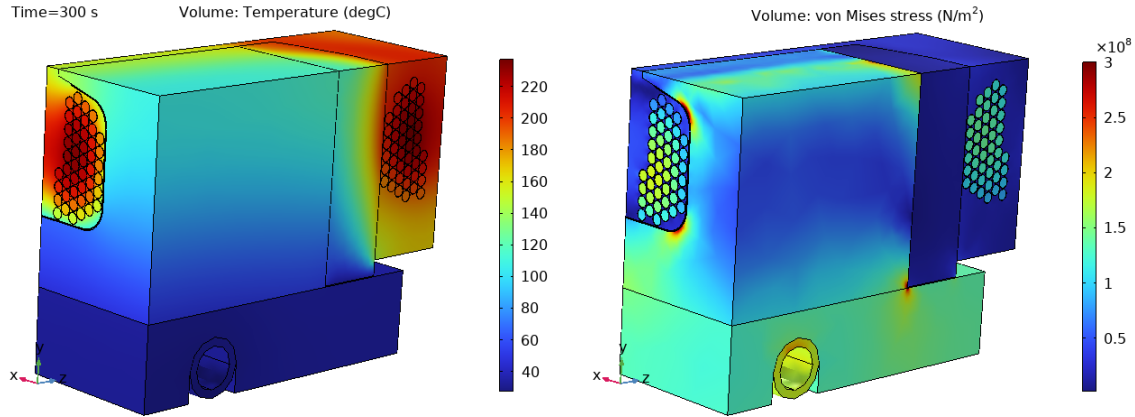 Time=300 s
Volume: Temperature (degC)
Volume: von Mises stress (N/m²)
220
200
180
160
140
120
100
80
60
40
×10⁸
3
2.5
2
1.5
1
0.5
y
x
z
y
x
z